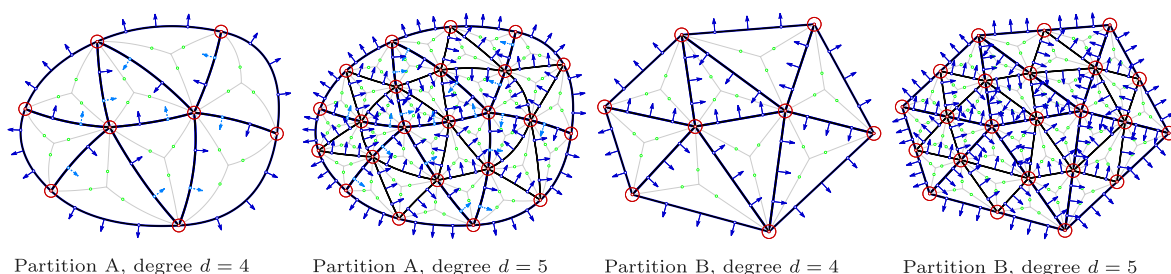 Partition A, degree d = 4
Partition A, degree d = 5
Partition B, degree d = 4
Partition B, degree d = 5